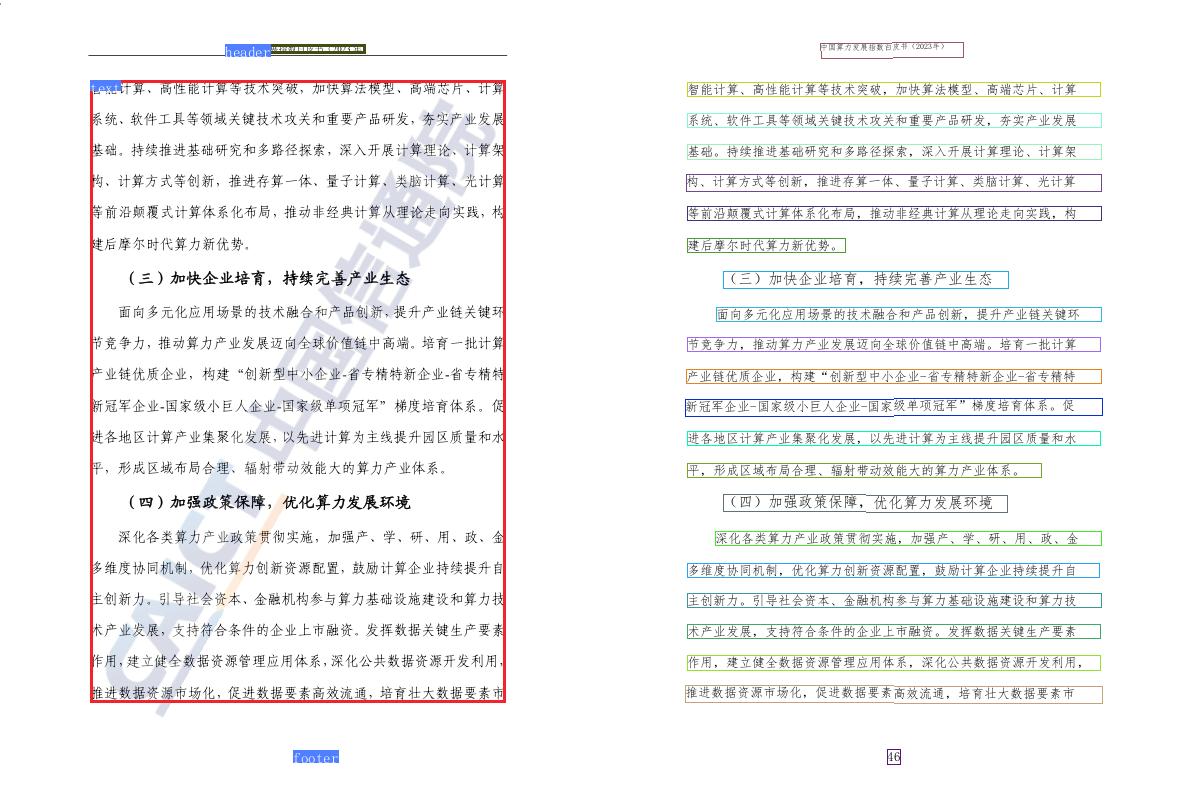 header
text
智能计算、高性能计算等技术突破，加快算法模型、高端芯片、计算
系统、软件工具等领域关键技术攻关和重要产品研发，夯实产业发展
基础。持续推进基础研究和多路径探索，深入开展计算理论、计算架
构、计算方式等创新，推进存算一体、量子计算、类脑计算、光计算
等前沿颠覆式计算体系化布局，推动非经典计算从理论走向实践，构
建后摩尔时代算力新优势。
（三）加快企业培育，持续完善产业生态
面向多元化应用场景的技术融合和产品创新，提升产业链关键环
节竞争力，推动算力产业发展迈向全球价值链中高端。培育一批计算
产业链优质企业，构建“创新型中小企业-省专精特新企业-省专精特
新冠军企业-国家级小巨人企业-国家级单项冠军”梯度培育体系。促
进各地区计算产业集聚化发展，以先进计算为主线提升园区质量和水
平，形成区域布局合理、辐射带动效能大的算力产业体系。
（四）加强政策保障，优化算力发展环境
深化各类算力产业政策贯彻实施，加强产、学、研、用、政、金
多维度协同机制，优化算力创新资源配置，鼓励计算企业持续提升自
主创新力。引导社会资本、金融机构参与算力基础设施建设和算力技
术产业发展，支持符合条件的企业上市融资。发挥数据关键生产要素
作用，建立健全数据资源管理应用体系，深化公共数据资源开发利用，
推进数据资源市场化，促进数据要素高效流通，培育壮大数据要素市
CAICT 中国信通院
footer
中国算力发展指数白皮书（2023年）
智能计算、高性能计算等技术突破，加快算法模型、高端芯片、计算
系统、软件工具等领域关键技术攻关和重要产品研发，夯实产业发展
基础。持续推进基础研究和多路径探索，深入开展计算理论、计算架
构、计算方式等创新，推进存算一体、量子计算、类脑计算、光计算
等前沿颠覆式计算体系化布局，推动非经典计算从理论走向实践，构
建后摩尔时代算力新优势。
（三）加快企业培育，持续完善产业生态
面向多元化应用场景的技术融合和产品创新，提升产业链关键环
节竞争力，推动算力产业发展迈向全球价值链中高端。培育一批计算
产业链优质企业，构建“创新型中小企业-省专精特新企业-省专精特
新冠军企业-国家级小巨人企业-国家级单项冠军”梯度培育体系。促
进各地区计算产业集聚化发展，以先进计算为主线提升园区质量和水
平，形成区域布局合理、辐射带动效能大的算力产业体系。
（四）加强政策保障，优化算力发展环境
深化各类算力产业政策贯彻实施，加强产、学、研、用、政、金
多维度协同机制，优化算力创新资源配置，鼓励计算企业持续提升自
主创新力。引导社会资本、金融机构参与算力基础设施建设和算力技
术产业发展，支持符合条件的企业上市融资。发挥数据关键生产要素
作用，建立健全数据资源管理应用体系，深化公共数据资源开发利用，
推进数据资源市场化，促进数据要素高效流通，培育壮大数据要素市
46